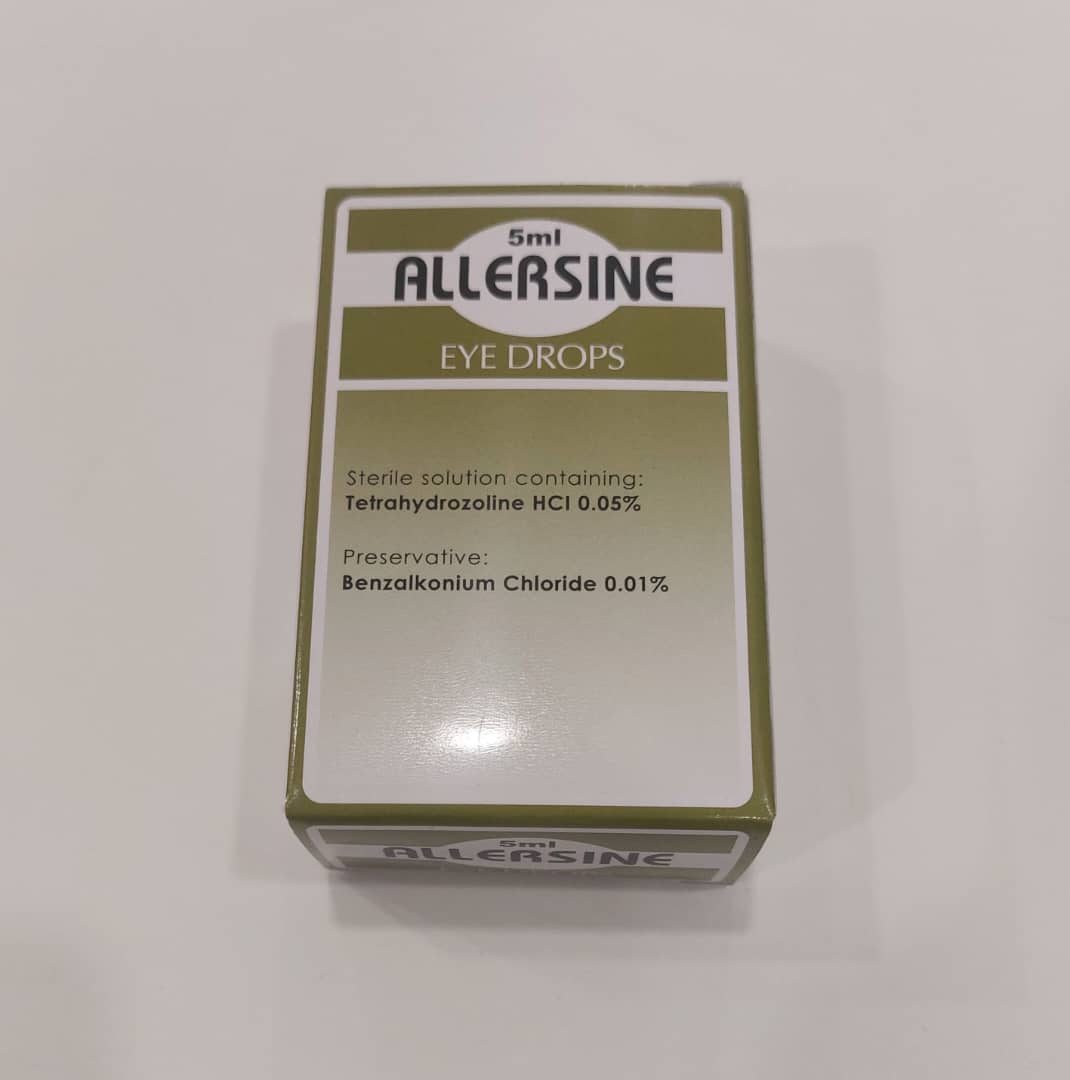 5ml
ALLERSINE
EYE DROPS
Sterile solution containing:
Tetrahydrozoline HCl 0.05%
Preservative:
Benzalkonium Chloride 0.01%
5ml
ALLERSINE